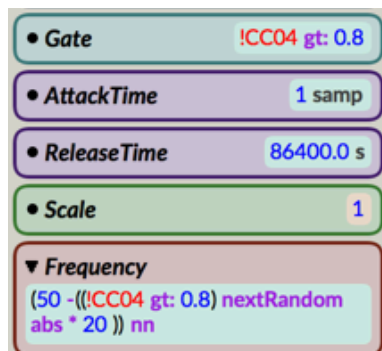 • Gate !CC04 gt: 0.8
• AttackTime 1 samp
• ReleaseTime 86400.0 s
• Scale 1
▼ Frequency
(50 -((!CC04 gt: 0.8) nextRandom
abs * 20 )) nn